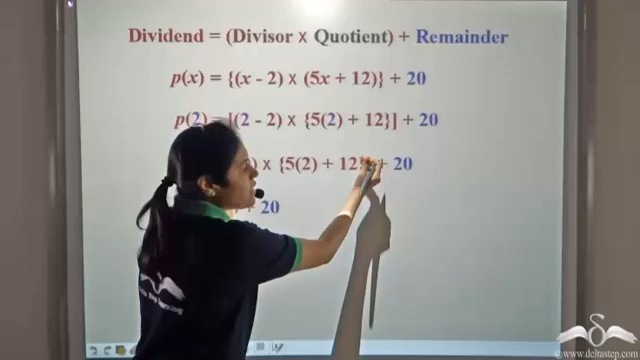 Dividend = (Divisor x Quotient) + Remainder
p(x) = {(x - 2) x (5x + 12)} + 20
p(2) = [(2 - 2) x {5(2) + 12}] + 20
) x {5(2) + 12} + 20
+ 20
©www.deltastep.com